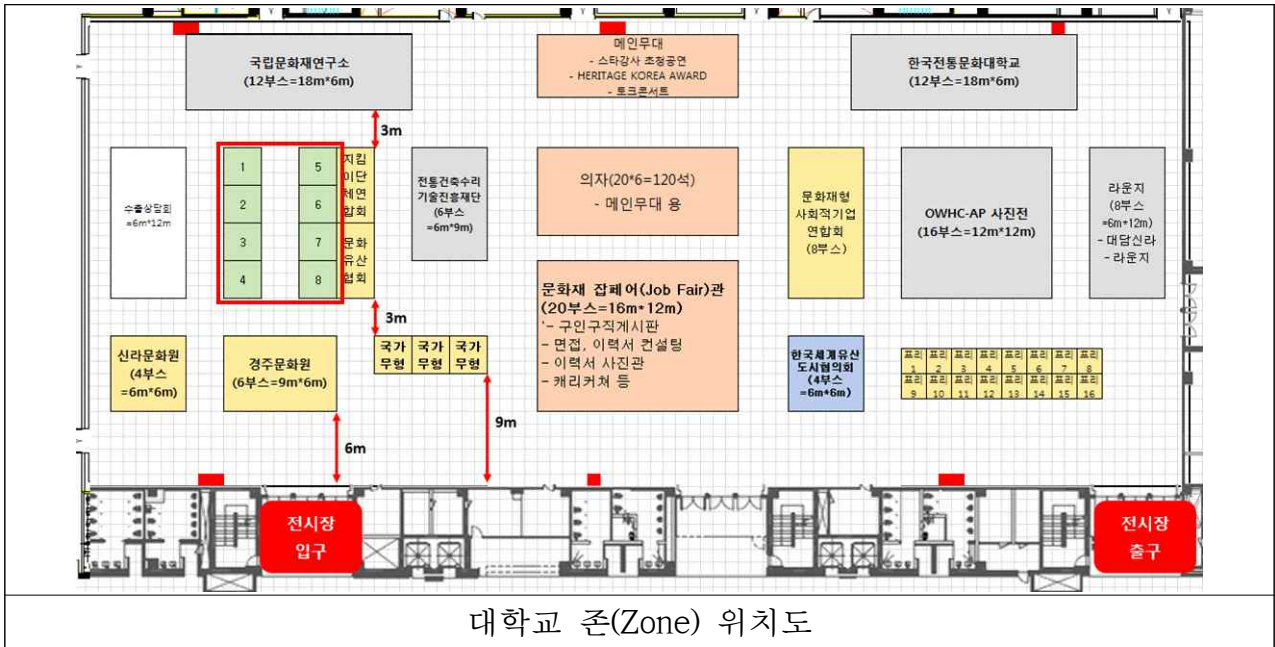 국립문화재연구소
(12부스=18m*6m)
메인무대
- 스타강사 초청공연
- HERITAGE KOREA AWARD
- 토크콘서트
한국전통문화대학교
(12부스=18m*6m)
3m
수출상담회
=6m*12m
1
2
3
4
5
6
7
8
지킴
이단
체연
합회
문화
유산
협회
전통건축수리
기술진흥재단
(6부스
=6m*9m)
의자(20*6=120석)
- 메인무대 용
문화재형
사회적기업
연합회
(8부스)
OWHC-AP 사진전
(16부스=12m*12m)
라운지
(8부스
=6m*12m)
- 대담신라
- 라운지
3m
문화재 잡페어(Job Fair)관
(20부스=16m*12m)
'- 구인구직게시판
- 면접, 이력서 컨설팅
- 이력서 사진관
- 캐리커쳐 등
신라문화원
(4부스
=6m*6m)
경주문화원
(6부스=9m*6m)
국가
무형
국가
무형
국가
무형
한국세계유산
도시협의회
(4부스
=6m*6m)
프리
1
프리
2
프리
3
프리
4
프리
5
프리
6
프리
7
프리
8
프리
9
프리
10
프리
11
프리
12
프리
13
프리
14
프리
15
프리
16
6m
9m
전시장
입구
전시장
출구
대학교 존(Zone) 위치도